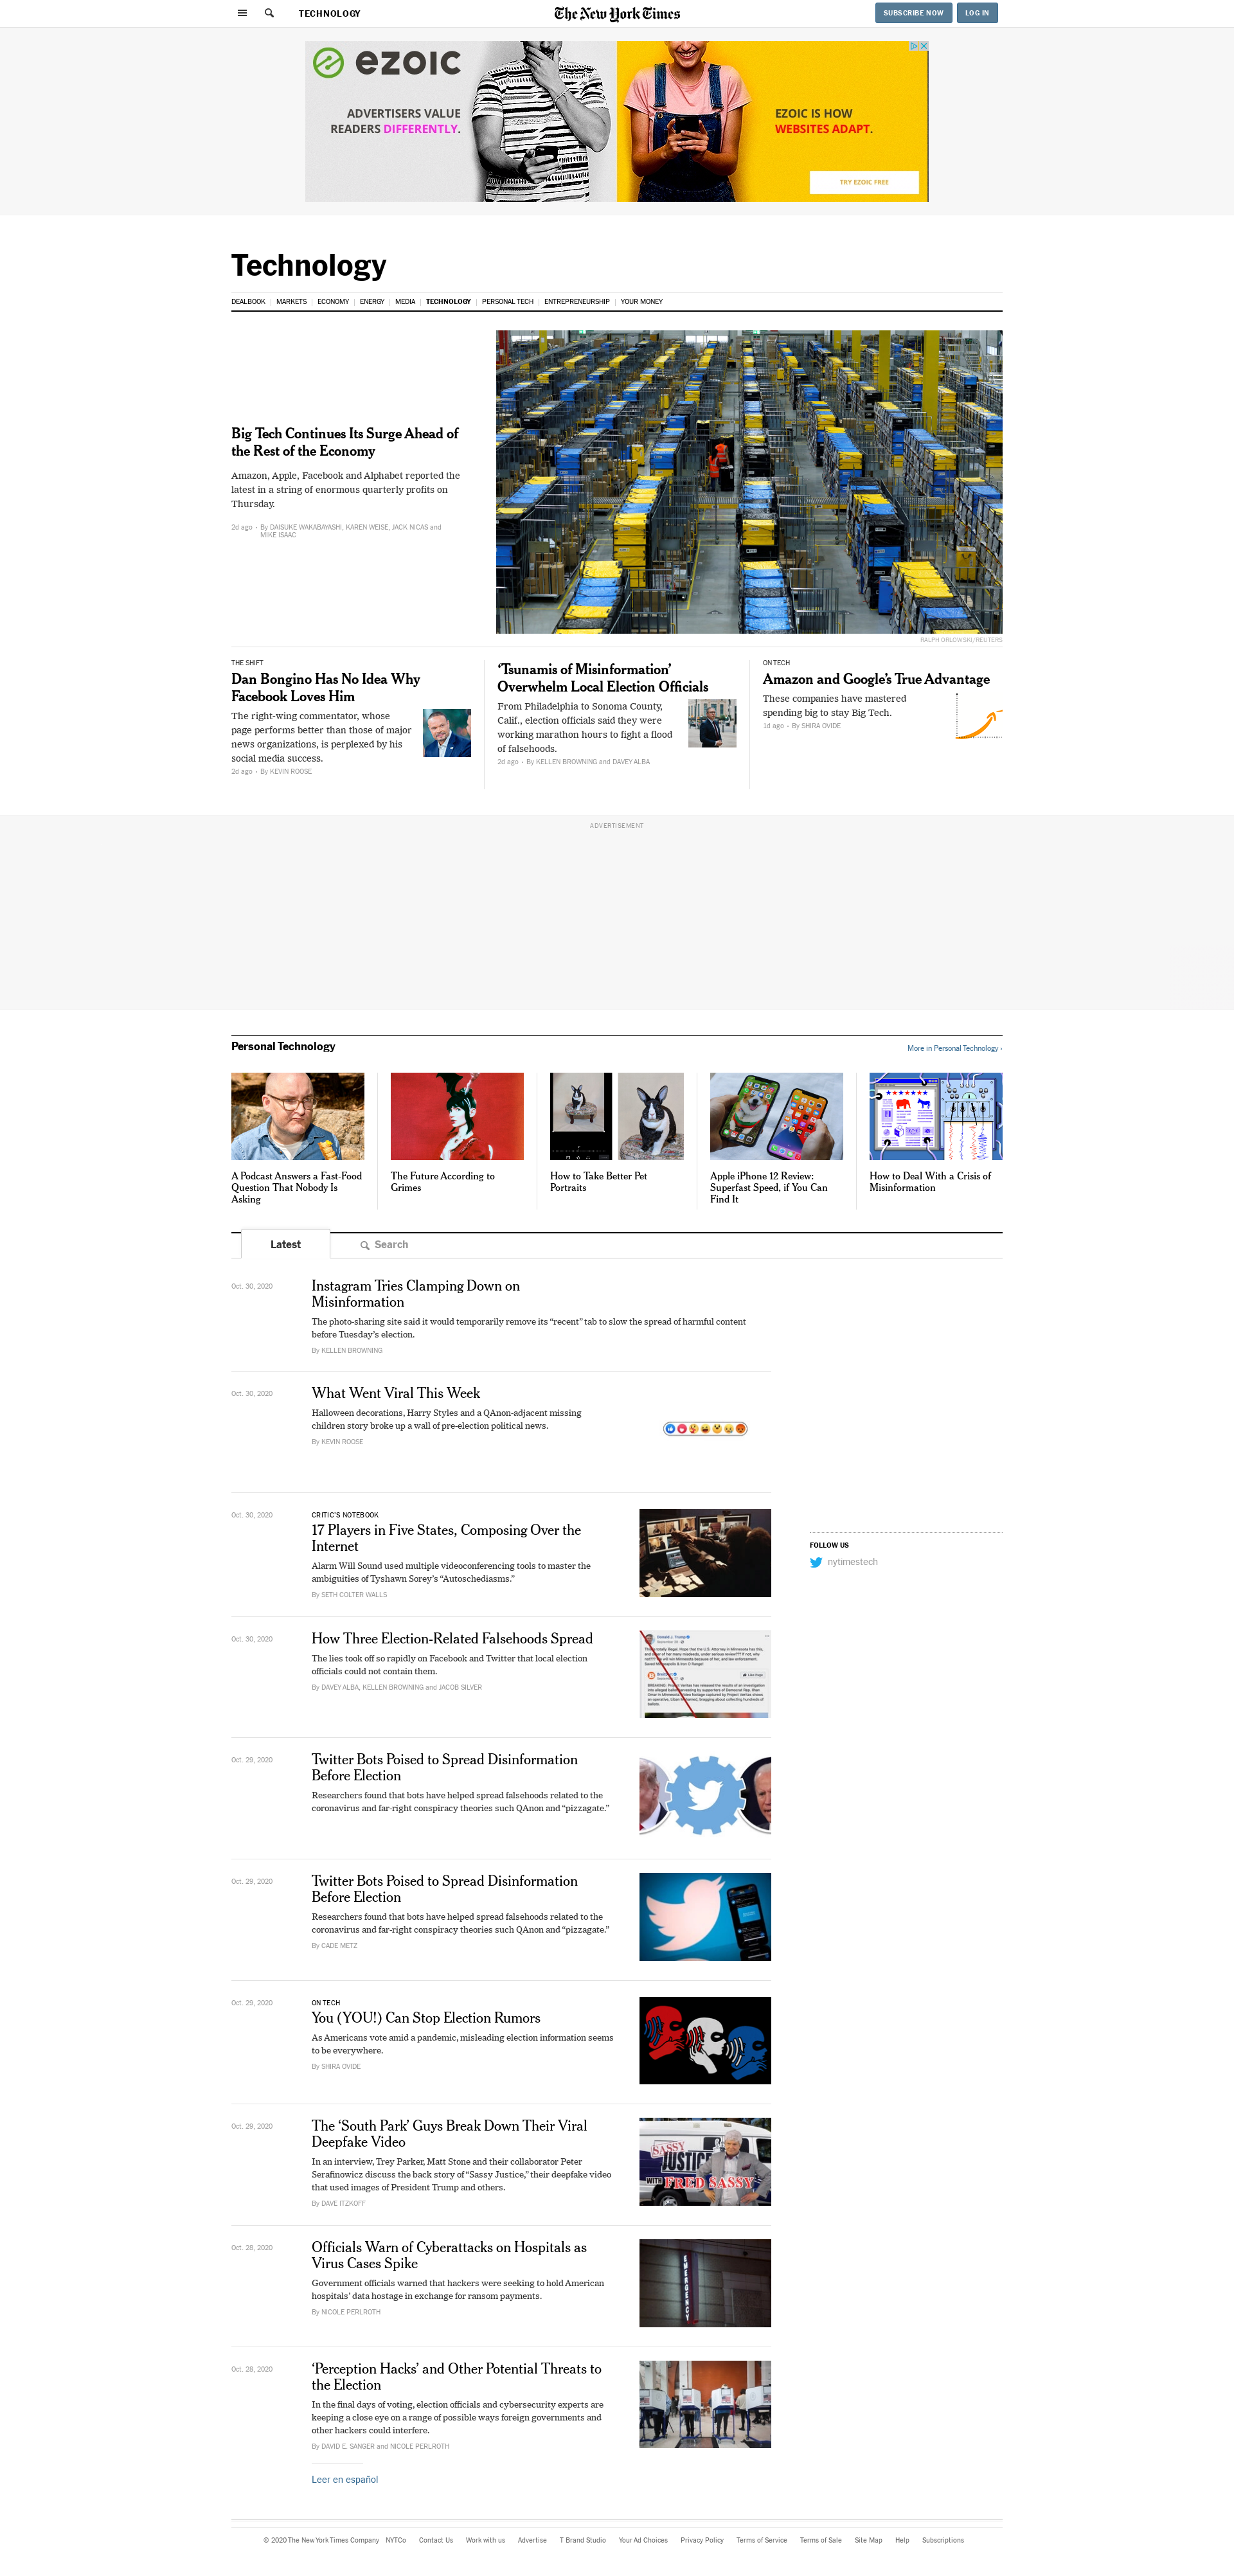 TECHNOLOGY
The New York Times
SUBSCRIBE NOW
LOG IN
ezoic
ADVERTISERS VALUE
READERS DIFFERENTLY.
EZOIC IS HOW
WEBSITES ADAPT.
TRY EZOIC FREE
Technology
DEALBOOK | MARKETS | ECONOMY | ENERGY | MEDIA | TECHNOLOGY | PERSONAL TECH | ENTREPRENEURSHIP | YOUR MONEY
Big Tech Continues Its Surge Ahead of
the Rest of the Economy
Amazon, Apple, Facebook and Alphabet reported the
latest in a string of enormous quarterly profits on
Thursday.
2d ago • By DAISUKE WAKABAYASHI, KAREN WEISE, JACK NICAS and
MIKE ISAAC
RALPH ORLOWSKI/REUTERS
THE SHIFT
Dan Bongino Has No Idea Why
Facebook Loves Him
The right-wing commentator, whose
page performs better than those of major
news organizations, is perplexed by his
social media success.
2d ago • By KEVIN ROOSE
‘Tsunamis of Misinformation’
Overwhelm Local Election Officials
From Philadelphia to Sonoma County,
Calif., election officials said they were
working marathon hours to fight a flood
of falsehoods.
2d ago • By KELLEN BROWNING and DAVEY ALBA
ON TECH
Amazon and Google’s True Advantage
These companies have mastered
spending big to stay Big Tech.
1d ago • By SHIRA OVIDE
ADVERTISEMENT
Personal Technology
More in Personal Technology ›
A Podcast Answers a Fast-Food
Question That Nobody Is
Asking
The Future According to
Grimes
How to Take Better Pet
Portraits
Apple iPhone 12 Review:
Superfast Speed, if You Can
Find It
How to Deal With a Crisis of
Misinformation
Latest
Search
Oct. 30, 2020
Instagram Tries Clamping Down on
Misinformation
The photo-sharing site said it would temporarily remove its “recent” tab to slow the spread of harmful content
before Tuesday’s election.
By KELLEN BROWNING
Oct. 30, 2020
What Went Viral This Week
Halloween decorations, Harry Styles and a QAnon-adjacent missing
children story broke up a wall of pre-election political news.
By KEVIN ROOSE
Oct. 30, 2020
CRITIC’S NOTEBOOK
17 Players in Five States, Composing Over the
Internet
Alarm Will Sound used multiple videoconferencing tools to master the
ambiguities of Tyshawn Sorey’s “Autoschediasms.”
By SETH COLTER WALLS
FOLLOW US
nytimestech
Oct. 30, 2020
How Three Election-Related Falsehoods Spread
The lies took off so rapidly on Facebook and Twitter that local election
officials could not contain them.
By DAVEY ALBA, KELLEN BROWNING and JACOB SILVER
Donald J. Trump
Like Page
Oct. 29, 2020
Twitter Bots Poised to Spread Disinformation
Before Election
Researchers found that bots have helped spread falsehoods related to the
coronavirus and far-right conspiracy theories such QAnon and “pizzagate.”
Oct. 29, 2020
Twitter Bots Poised to Spread Disinformation
Before Election
Researchers found that bots have helped spread falsehoods related to the
coronavirus and far-right conspiracy theories such QAnon and “pizzagate.”
By CADE METZ
Oct. 29, 2020
ON TECH
You (YOU!) Can Stop Election Rumors
As Americans vote amid a pandemic, misleading election information seems
to be everywhere.
By SHIRA OVIDE
Oct. 29, 2020
The ‘South Park’ Guys Break Down Their Viral
Deepfake Video
In an interview, Trey Parker, Matt Stone and their collaborator Peter
Serafinowicz discuss the back story of “Sassy Justice,” their deepfake video
that used images of President Trump and others.
By DAVE ITZKOFF
SASSY
JUSTICE
WITH FRED SASSY
Oct. 28, 2020
Officials Warn of Cyberattacks on Hospitals as
Virus Cases Spike
Government officials warned that hackers were seeking to hold American
hospitals’ data hostage in exchange for ransom payments.
By NICOLE PERLROTH
EMERGENCY
Oct. 28, 2020
‘Perception Hacks’ and Other Potential Threats to
the Election
In the final days of voting, election officials and cybersecurity experts are
keeping a close eye on a range of possible ways foreign governments and
other hackers could interfere.
By DAVID E. SANGER and NICOLE PERLROTH
Leer en español
© 2020 The New York Times Company NYTCo Contact Us Work with us Advertise T Brand Studio Your Ad Choices Privacy Policy Terms of Service Terms of Sale Site Map Help Subscriptions